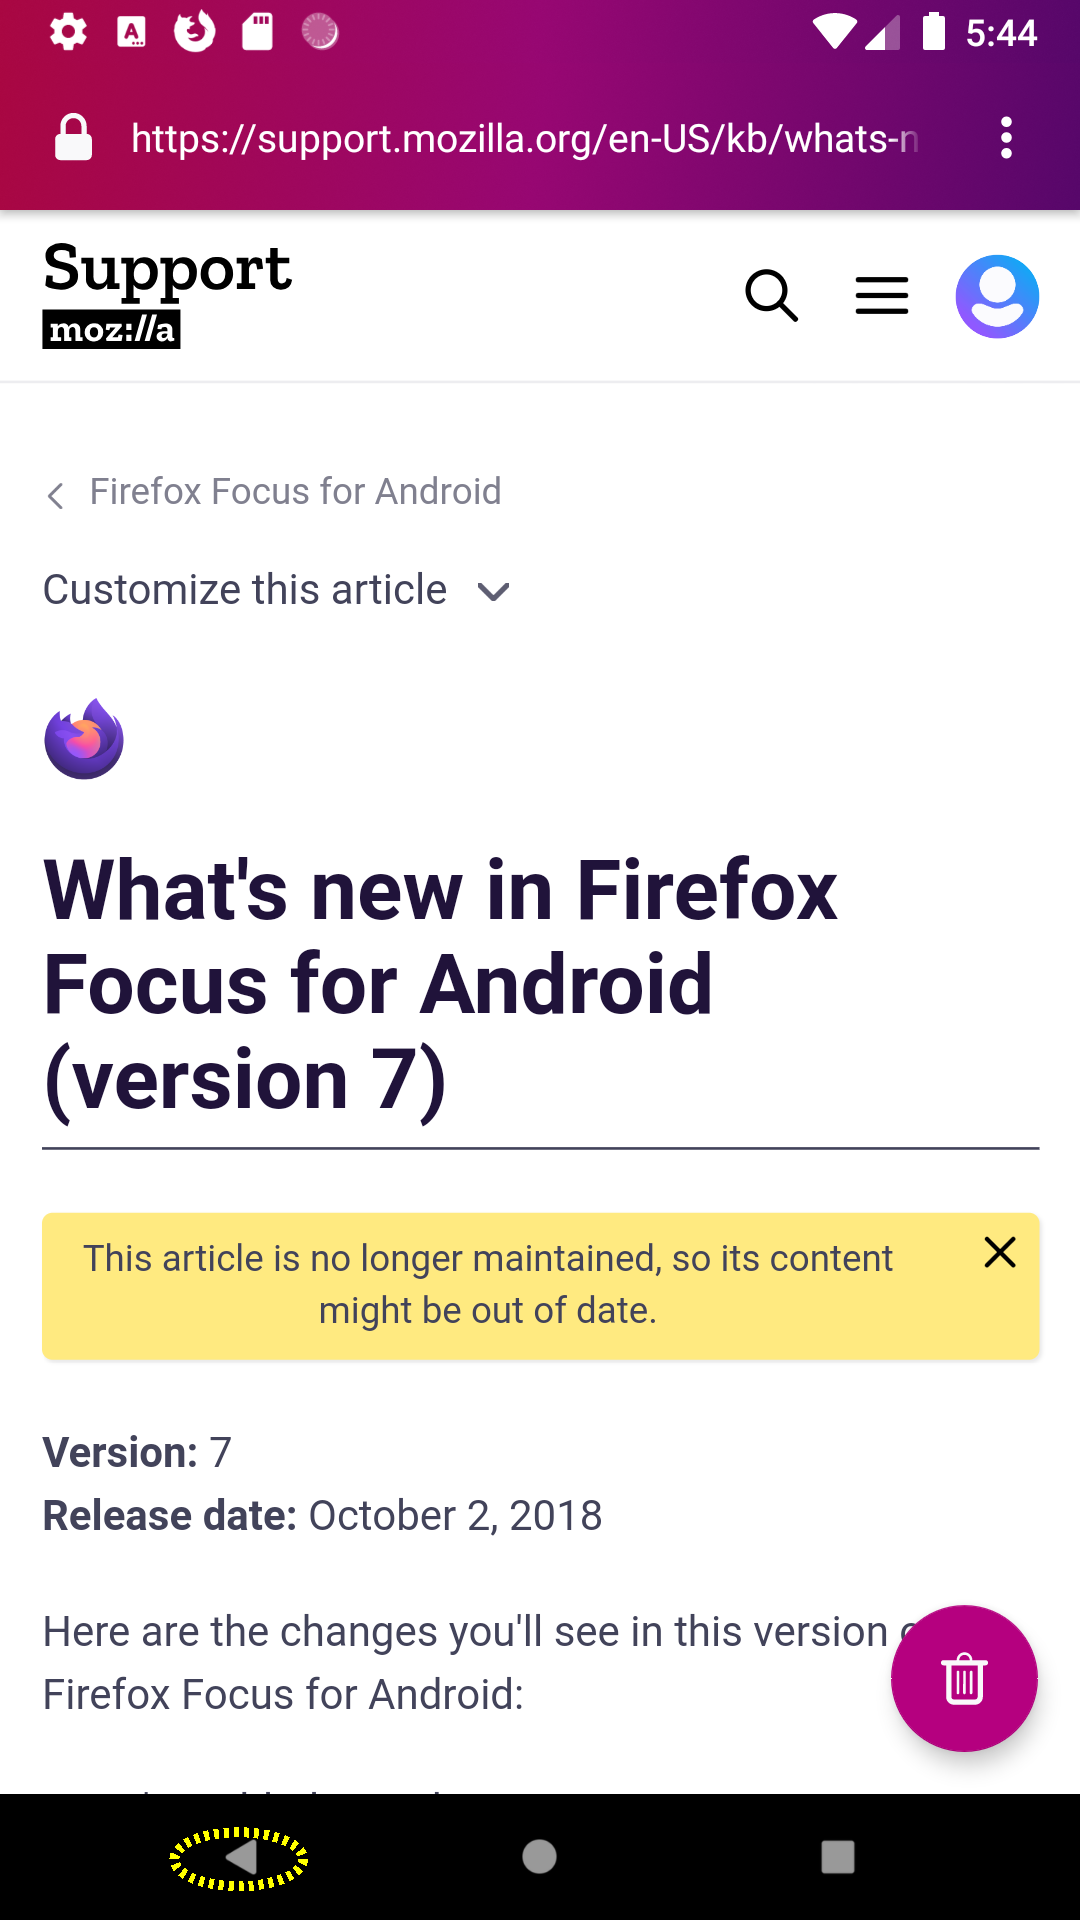 5:44
https://support.mozilla.org/en-US/kb/whats-n
Support
moz://a
Firefox Focus for Android
Customize this article
What's new in Firefox
Focus for Android
(version 7)
This article is no longer maintained, so its content
might be out of date.
Version: 7
Release date: October 2, 2018
Here are the changes you'll see in this version
Firefox Focus for Android: